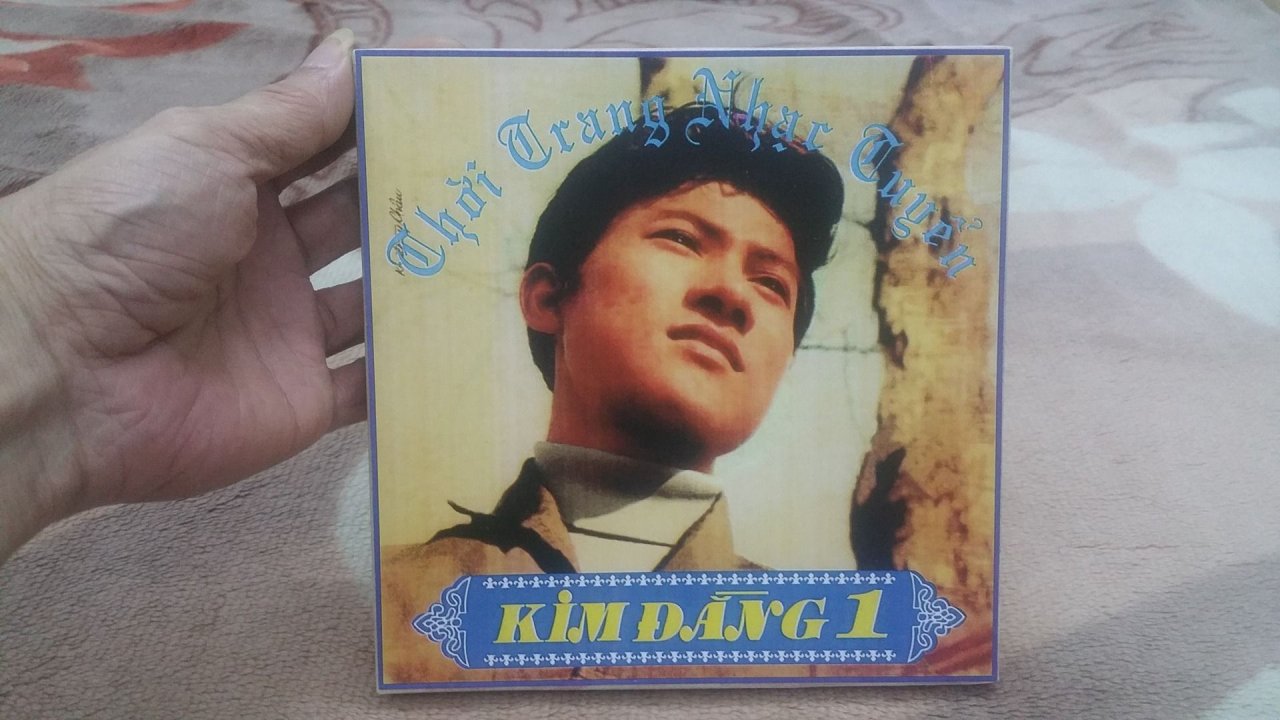 Thời Trang Nhạc Tuyển
KIM ĐẰNG 1